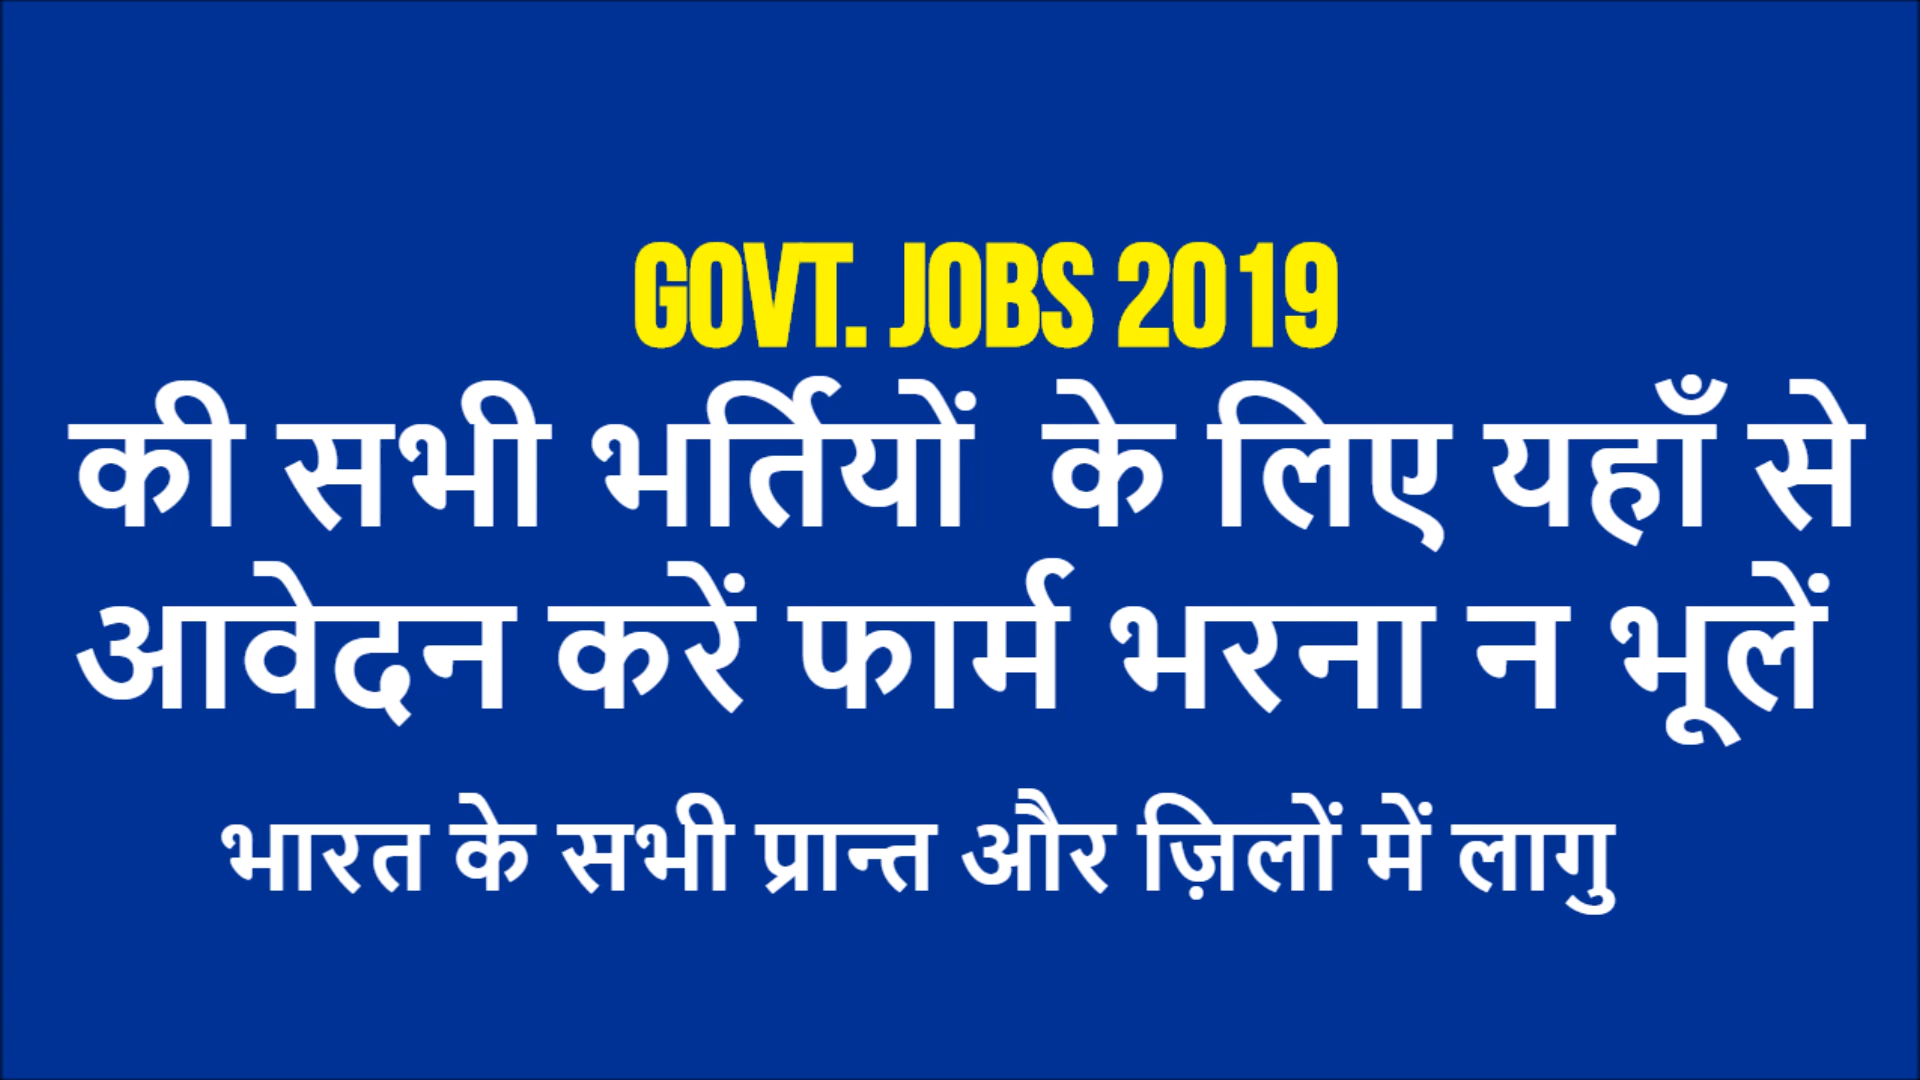 GOVT. JOBS 2019
की सभी भर्तियों के लिए यहाँ से
आवेदन करें फार्म भरना न भूलें
भारत के सभी प्रान्त और ज़िलों में लागु